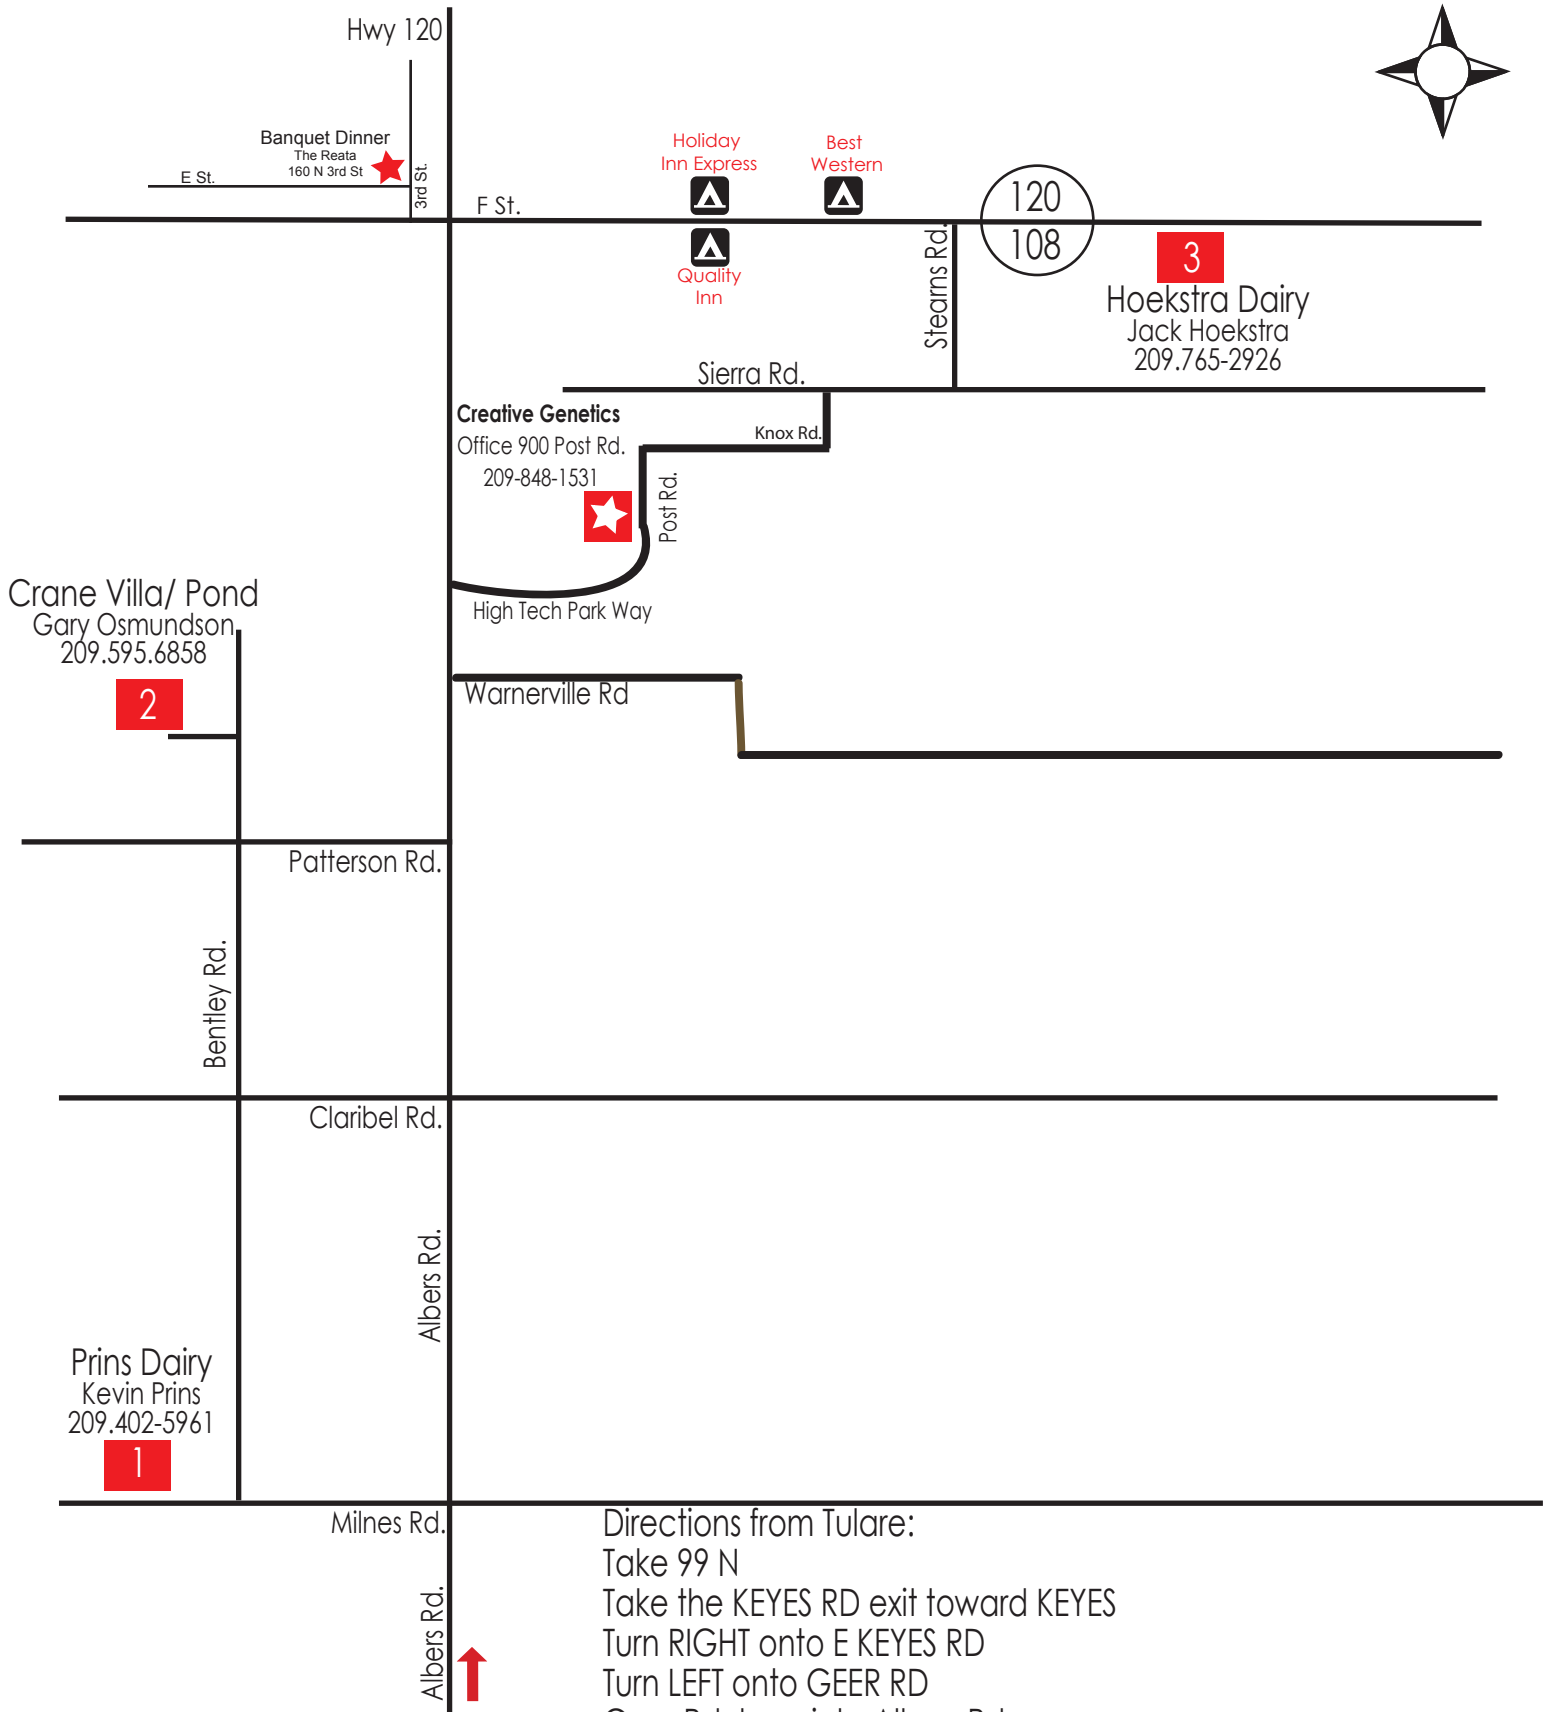 Hwy 120
Banquet Dinner
The Reata
160 N 3rd St
E St.
3rd St.
F St.
Holiday
Inn Express
Best
Western
Quality
Inn
120
108
Stearns Rd.
3
Hoekstra Dairy
Jack Hoekstra
209.765-2926
Sierra Rd.
Creative Genetics
Office 900 Post Rd.
209-848-1531
Knox Rd.
Post Rd.
High Tech Park Way
Crane Villa/ Pond
Gary Osmundson
209.595.6858
2
Warnerville Rd
Patterson Rd.
Bentley Rd.
Claribel Rd.
Albers Rd.
Prins Dairy
Kevin Prins
209.402-5961
1
Milnes Rd.
Albers Rd.
Directions from Tulare:
Take 99 N
Take the KEYES RD exit toward KEYES
Turn RIGHT onto E KEYES RD
Turn LEFT onto GEER RD